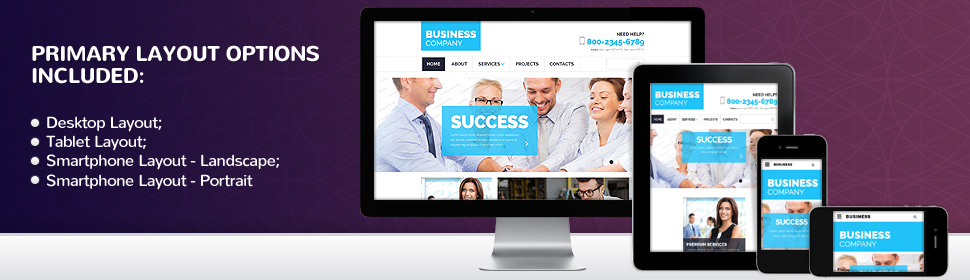 PRIMARY LAYOUT OPTIONS
INCLUDED:
Desktop Layout;
Tablet Layout;
Smartphone Layout - Landscape;
Smartphone Layout - Portrait
BUSINESS
COMPANY
NEED HELP?
800-2345-6789
HOME ABOUT SERVICES PROJECTS CONTACTS
SUCCESS
BUSINESS
COMPANY
NEED HELP?
800-2345-6789
HOME ABOUT SERVICES PROJECTS CONTACTS
SUCCESS
PREMIUM SERVICES
BUSINESS
BUSINESS
COMPANY
SUCCESS
BUSINESS
BUSINESS
COMPANY